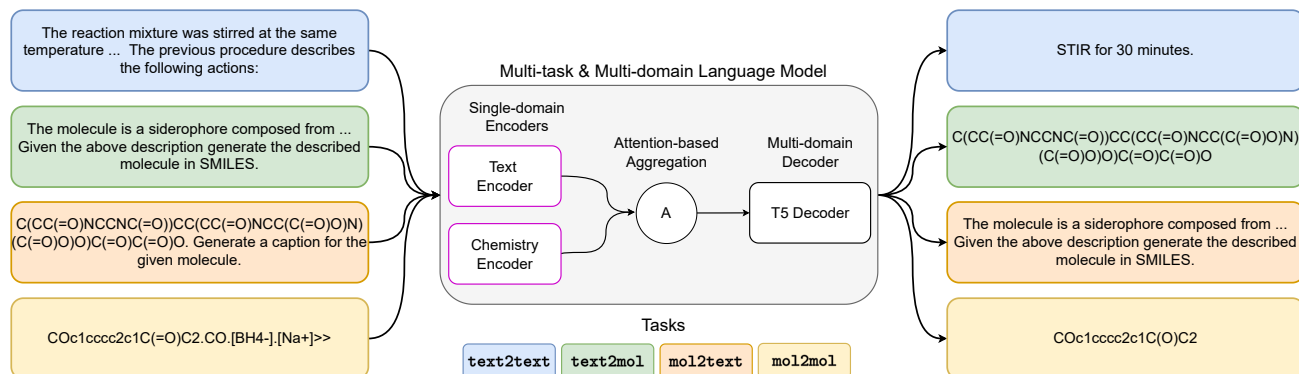 The reaction mixture was stirred at the same
temperature ... The previous procedure describes
the following actions:
The molecule is a siderophore composed from ...
Given the above description generate the described
molecule in SMILES.
C(CC(=O)NCCNC(=O))CC(CC(=O)NCC(C(=O)O)N)
(C(=O)O)O)C(=O)C(=O)O. Generate a caption for the
given molecule.
COc1cccc2c1C(=O)C2.CO.[BH4-].[Na+]>>
Multi-task & Multi-domain Language Model
Single-domain
Encoders
Text
Encoder
Chemistry
Encoder
Attention-based
Aggregation
A
Multi-domain
Decoder
T5 Decoder
Tasks
text2text
text2mol
mol2text
mol2mol
STIR for 30 minutes.
C(CC(=O)NCCNC(=O))CC(CC(=O)NCC(C(=O)O)N)
(C(=O)O)O)C(=O)C(=O)O
The molecule is a siderophore composed from ...
Given the above description generate the described
molecule in SMILES.
COc1cccc2c1C(O)C2